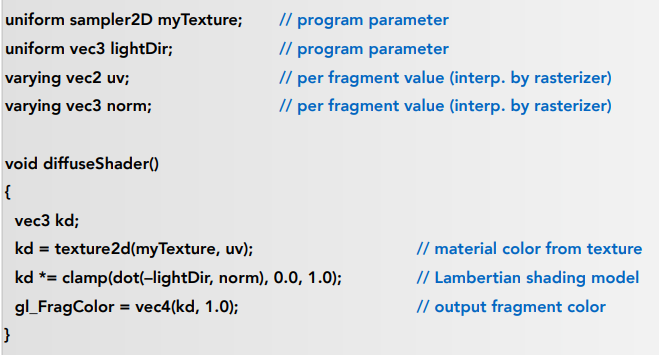 uniform sampler2D myTexture; // program parameter
uniform vec3 lightDir; // program parameter
varying vec2 uv; // per fragment value (interp. by rasterizer)
varying vec3 norm; // per fragment value (interp. by rasterizer)
void diffuseShader()
{
vec3 kd;
kd = texture2d(myTexture, uv); // material color from texture
kd *= clamp(dot(–lightDir, norm), 0.0, 1.0); // Lambertian shading model
gl_FragColor = vec4(kd, 1.0); // output fragment color
}